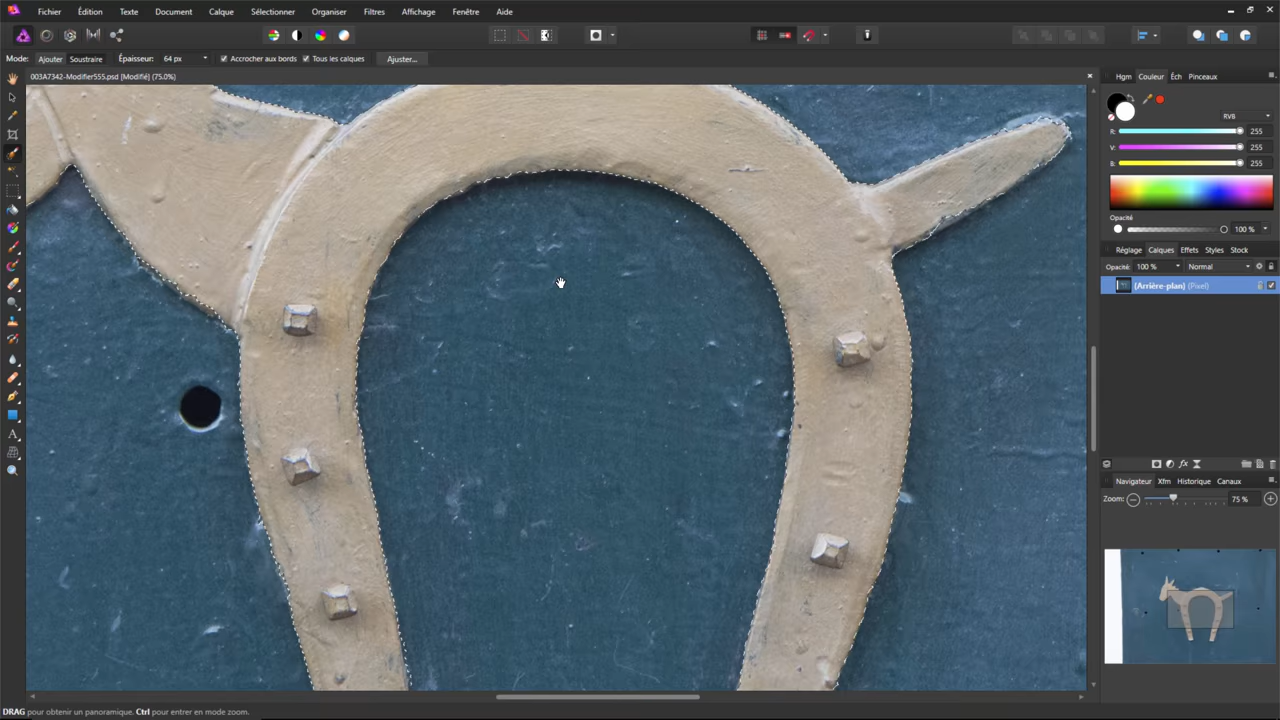 Fichier Édition Texte Document Calque Sélectionner Organiser Filtres Affichage Fenêtre Aide
Mode: Ajouter Soustraire Épaisseur: 64 px Accrocher aux bords Tous les calques Ajuster...
003A7342-Modifier555.psd [Modifié] (75.0%)
Hgm Couleur Éch Pinceaux
RVB
R: 255
V: 255
B: 255
Opacité
100 %
Réglage Calques Effets Styles Stock
Opacité: 100 % Normal
(Arrière-plan) (Pixel)
Navigateur Xfm Historique Canaux
Zoom: 75 %
DRAG pour obtenir un panoramique. Ctrl pour entrer en mode zoom.